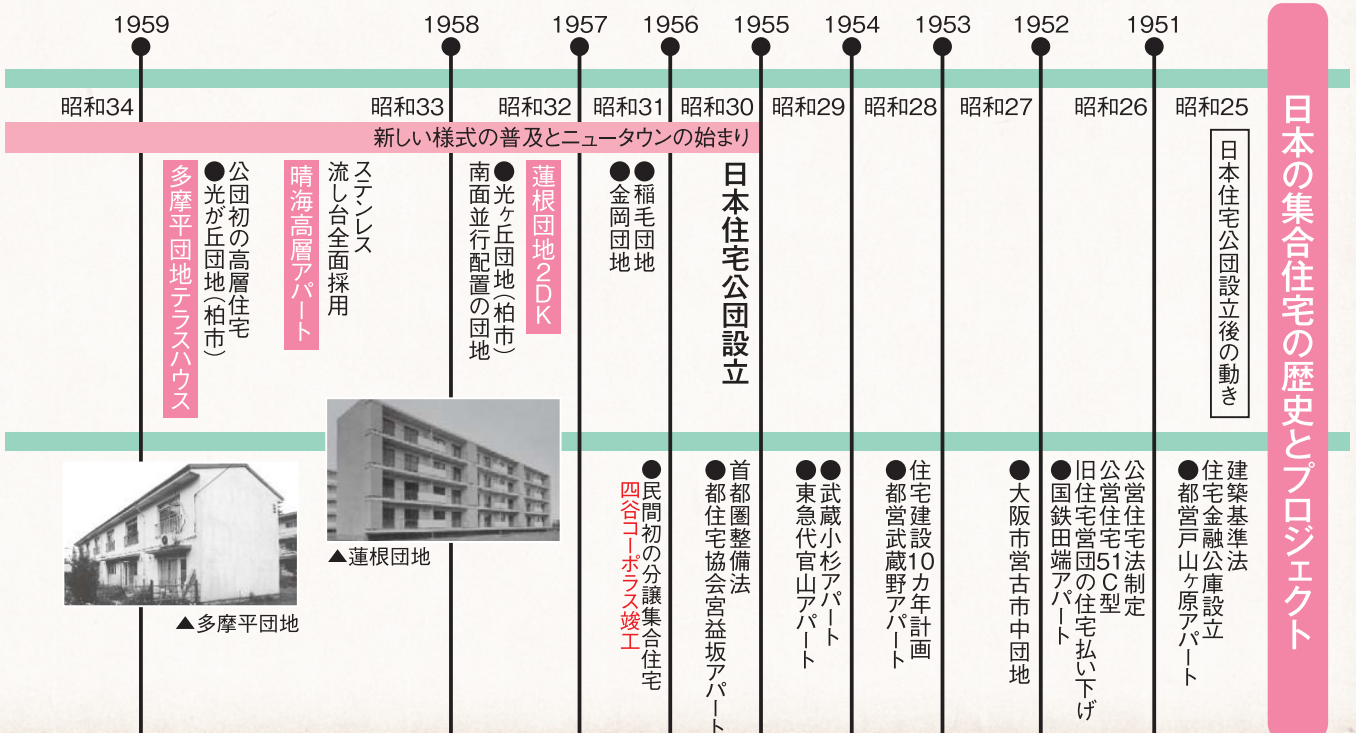 日本の集合住宅の歴史とプロジェクト
1951
1952
1953
1954
1955
1956
1957
1958
1959
昭和25
昭和26
昭和27
昭和28
昭和29
昭和30
昭和31
昭和32
昭和33
昭和34
新しい様式の普及とニュータウンの始まり
日本住宅公団設立後の動き
日本住宅公団設立
●稲毛団地
●金岡団地
蓮根団地2DK
●光ヶ丘団地(柏市)
南面並行配置の団地
ステンレス
流し台全面採用
晴海高層アパート
公団初の高層住宅
●光が丘団地(柏市)
多摩平団地テラスハウス
建築基準法
住宅金融公庫設立
●都営戸山ヶ原アパート
公営住宅法制定
公営住宅51C型
旧住宅営団の住宅払い下げ
●国鉄田端アパート
●大阪市営古市中団地
住宅建設10カ年計画
●都営武蔵野アパート
●武蔵小杉アパート
●東急代官山アパート
首都圏整備法
●都住宅協会宮益坂アパート
●民間初の分譲集合住宅
四谷コーポラス竣工
▲蓮根団地
▲多摩平団地